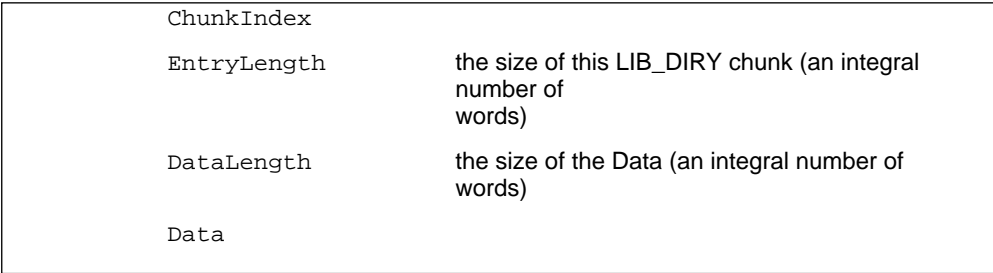 ChunkIndex
EntryLength the size of this LIB_DIRY chunk (an integral
number of
words)
DataLength the size of the Data (an integral number of
words)
Data